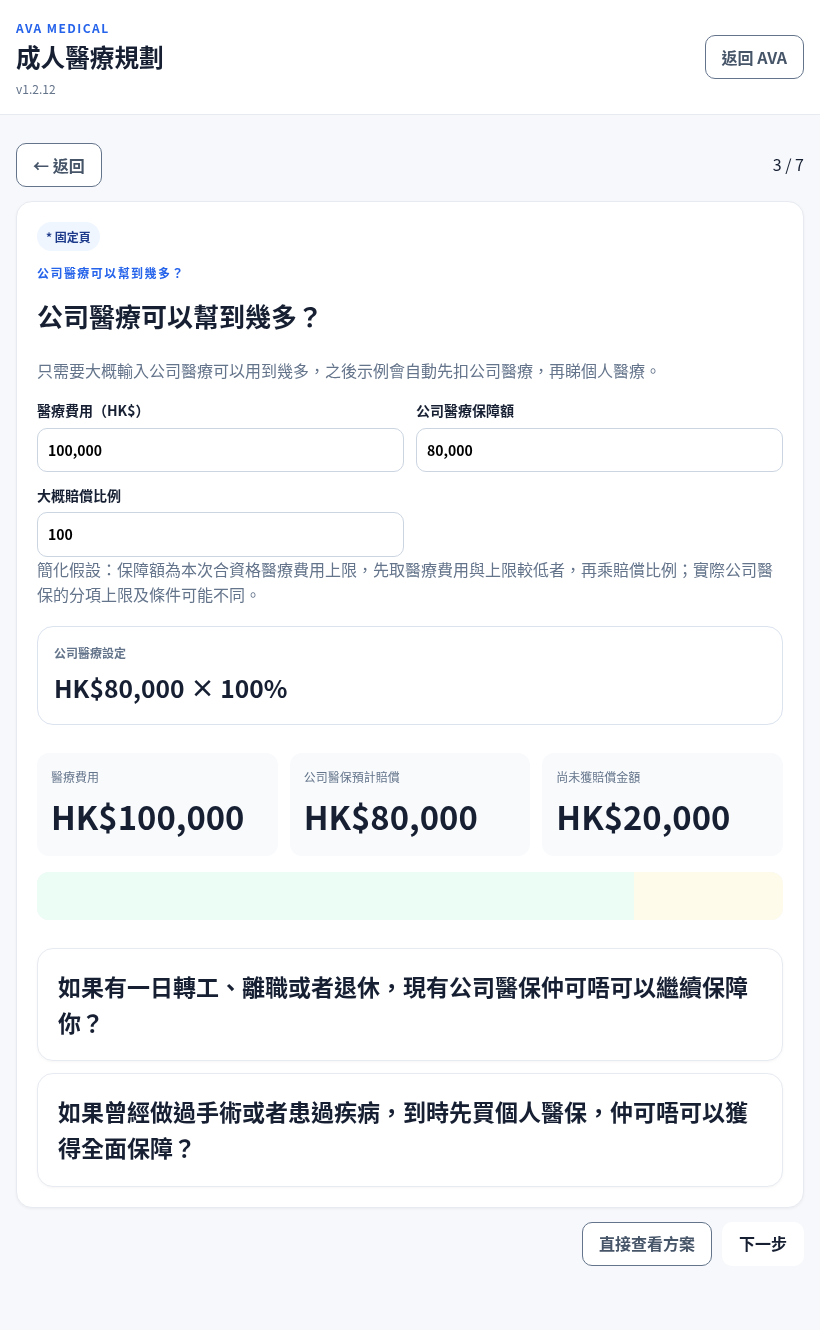 AVA MEDICAL
成人醫療規劃
v1.2.12
返回 AVA
← 返回
3 / 7
* 固定頁
公司醫療可以幫到幾多？
公司醫療可以幫到幾多？
只需要大概輸入公司醫療可以用到幾多，之後示例會自動先扣公司醫療，再睇個人醫療。
醫療費用（HK$）
公司醫療保障額
100,000
80,000
大概賠償比例
100
簡化假設：保障額為本次合資格醫療費用上限，先取醫療費用與上限較低者，再乘賠償比例；實際公司醫
保的分項上限及條件可能不同。
公司醫療設定
HK$80,000 × 100%
醫療費用
公司醫保預計賠償
尚未獲賠償金額
HK$100,000
HK$80,000
HK$20,000
如果有一日轉工、離職或者退休，現有公司醫保仲可唔可以繼續保障
你？
如果曾經做過手術或者患過疾病，到時先買個人醫保，仲可唔可以獲
得全面保障？
直接查看方案
下一步